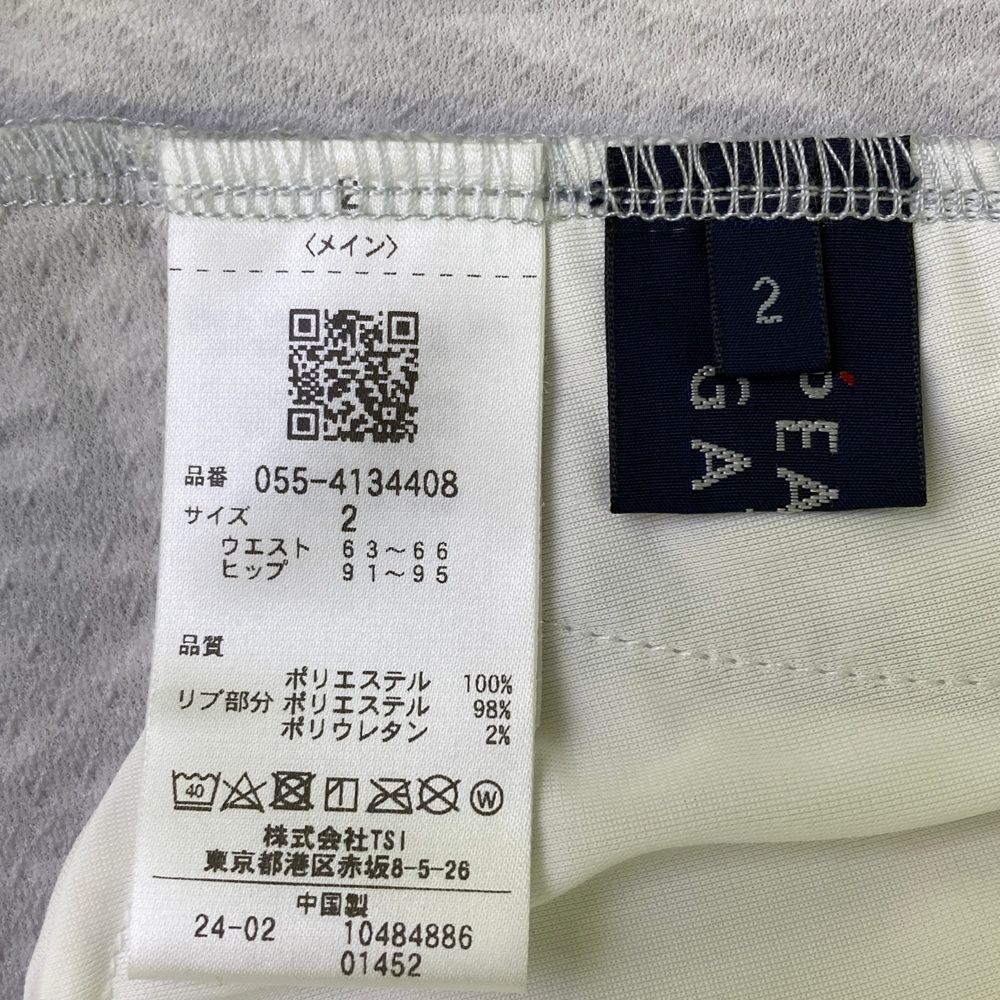 2
〈メイン〉
品番 055-4134408
サイズ 2
ウエスト 63～66
ヒップ 91～95
品質
ポリエステル 100%
リブ部分 ポリエステル 98%
ポリウレタン 2%
40
W
株式会社TSI
東京都港区赤坂8-5-26
中国製
24-02 10484886
01452
2
PEA
GA